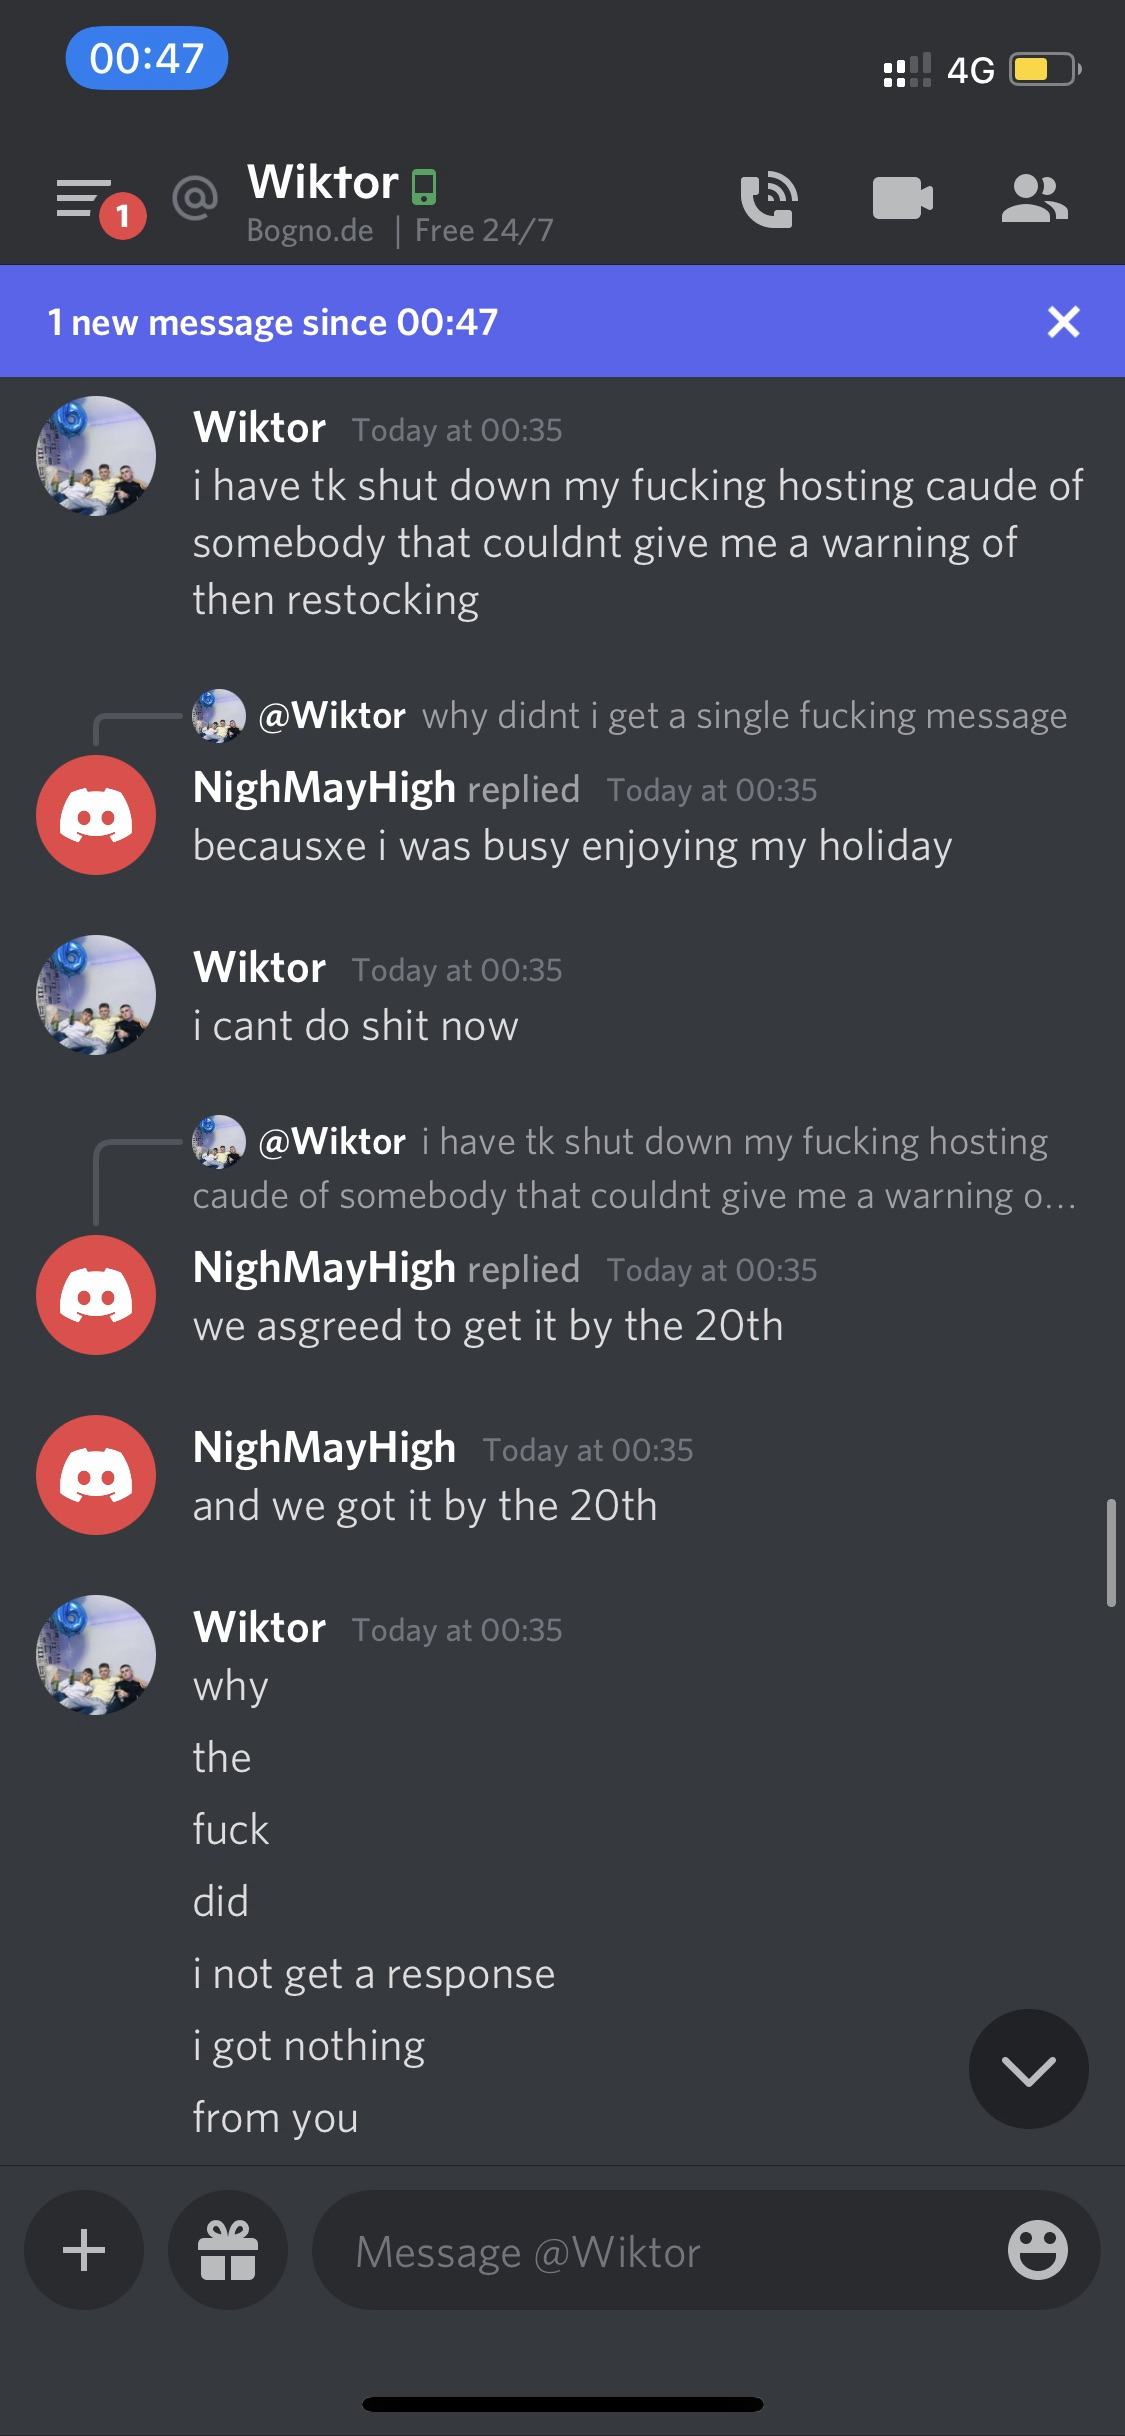 00:47
4G
1
Wiktor
Bogno.de | Free 24/7
1 new message since 00:47
Wiktor Today at 00:35
i have tk shut down my fucking hosting caude of
somebody that couldnt give me a warning of
then restocking
@Wiktor why didnt i get a single fucking message
NighMayHigh replied Today at 00:35
becausxe i was busy enjoying my holiday
Wiktor Today at 00:35
i cant do shit now
@Wiktor i have tk shut down my fucking hosting
caude of somebody that couldnt give me a warning o...
NighMayHigh replied Today at 00:35
we asgreed to get it by the 20th
NighMayHigh Today at 00:35
and we got it by the 20th
Wiktor Today at 00:35
why
the
fuck
did
i not get a response
i got nothing
from you
Message @Wiktor